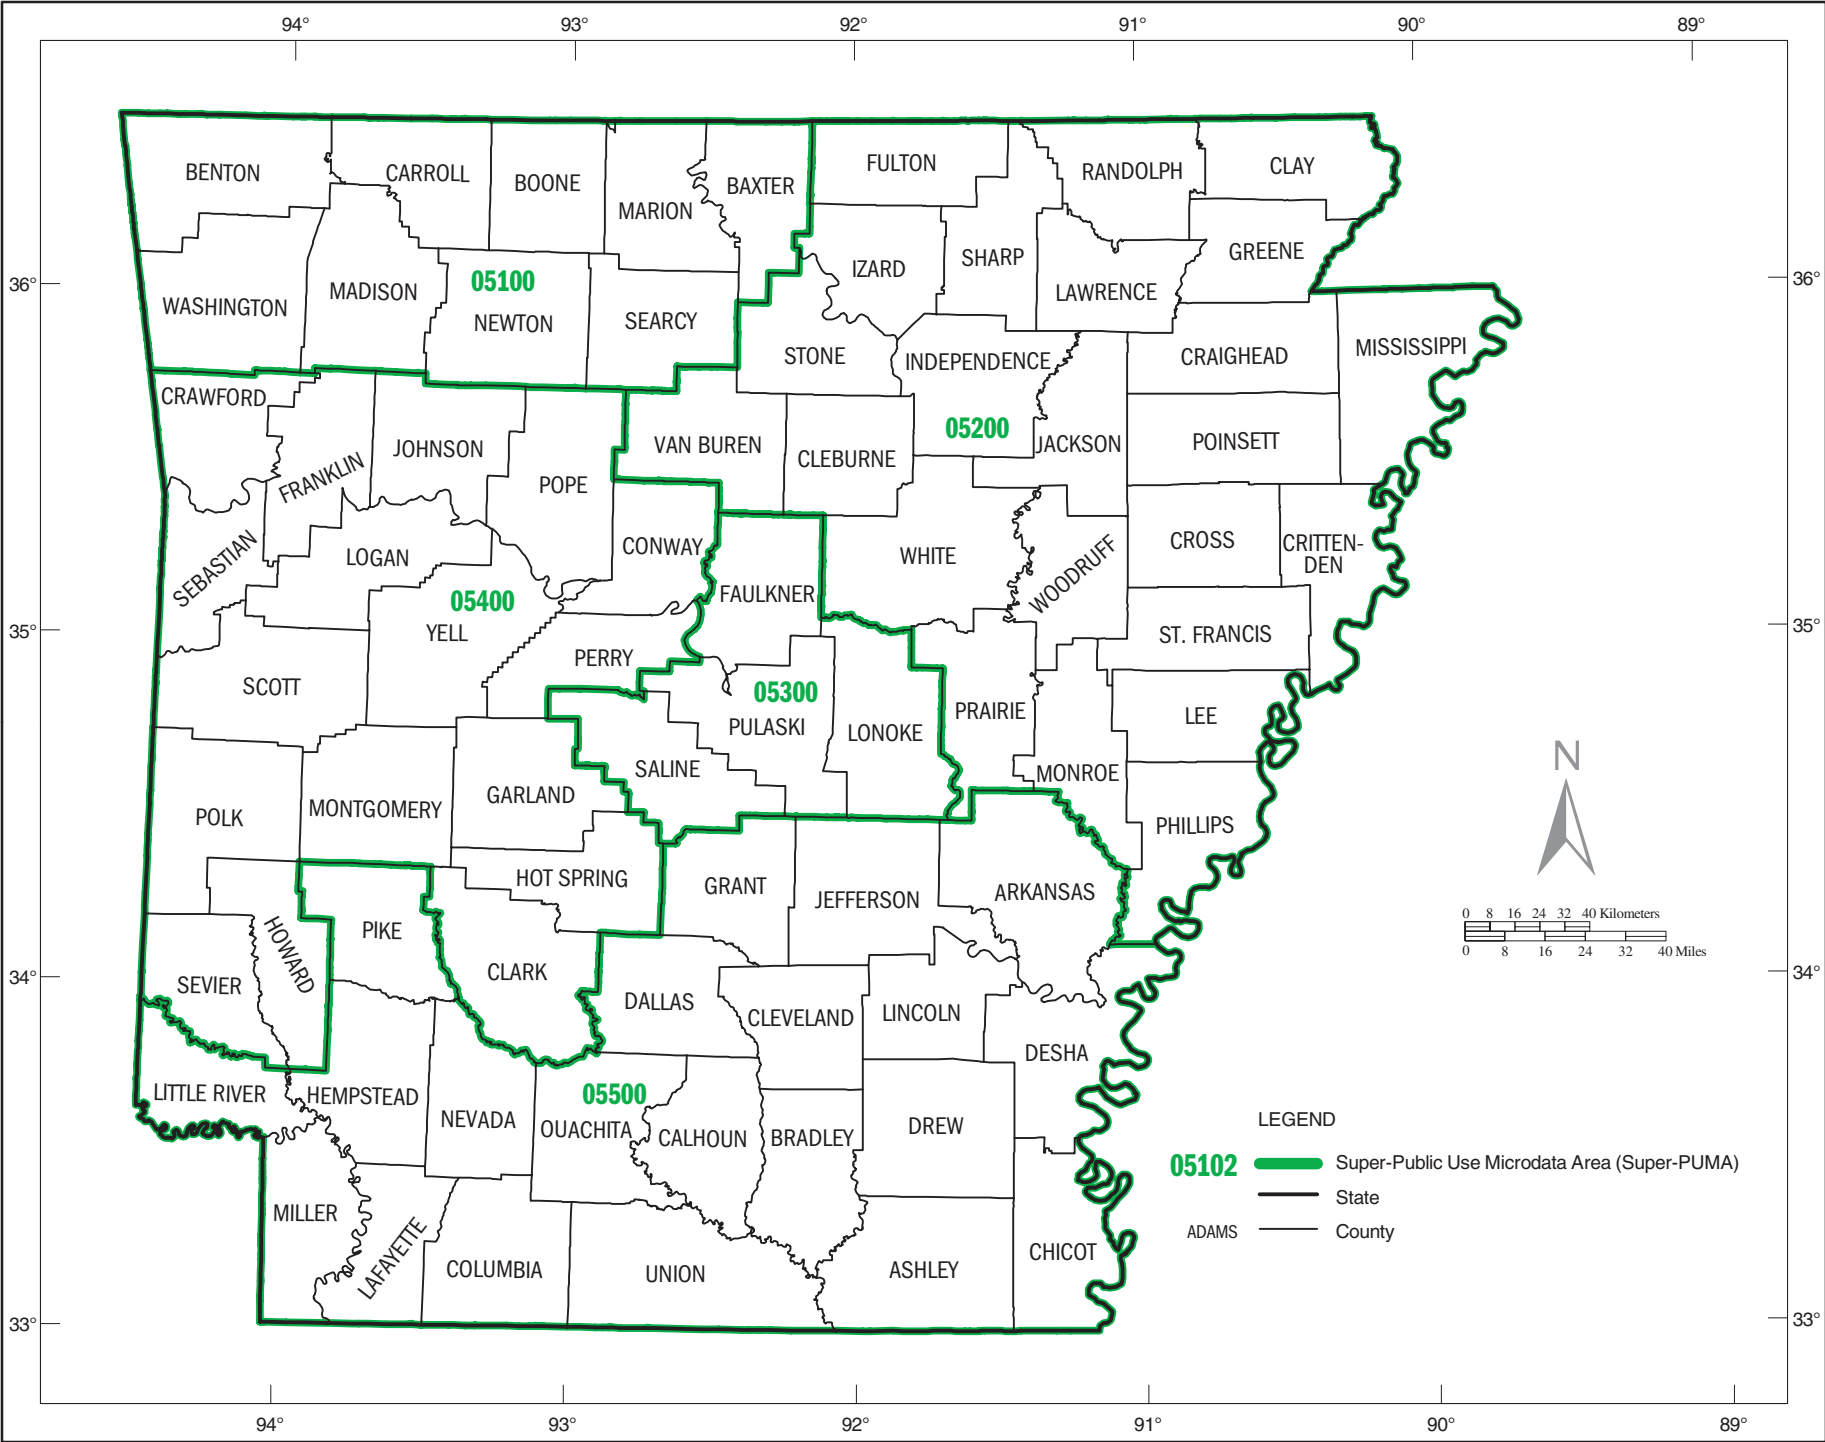 94° 93° 92° 91° 90° 89°
BENTON
CARROLL
BOONE
MARION
BAXTER
FULTON
RANDOLPH
CLAY
36°
WASHINGTON
MADISON
05100
NEWTON
SEARCY
IZARD
SHARP
LAWRENCE
GREENE
36°
STONE
INDEPENDENCE
CRAIGHEAD
MISSISSIPPI
CRAWFORD
FRANKLIN
JOHNSON
POPE
VAN BUREN
CLEBURNE
05200
JACKSON
POINSETT
SEBASTIAN
LOGAN
CONWAY
FAULKNER
WHITE
WOODRUFF
CROSS
CRITTEN-
DEN
35°
05400
YELL
PERRY
ST. FRANCIS
35°
SCOTT
05300
PULASKI
LONOKE
PRAIRIE
LEE
SALINE
MONROE
POLK
MONTGOMERY
GARLAND
PHILLIPS
N
HOT SPRING
GRANT
JEFFERSON
ARKANSAS
0 8 16 24 32 40 Kilometers
0 8 16 24 32 40 Miles
HOWARD
PIKE
34°
SEVIER
CLARK
DALLAS
CLEVELAND
LINCOLN
34°
DESHA
LITTLE RIVER
HEMPSTEAD
NEVADA
05500
OUACHITA
CALHOUN
BRADLEY
DREW
LEGEND
05102 Super-Public Use Microdata Area (Super-PUMA)
State
ADAMS County
MILLER
LAFAYETTE
COLUMBIA
UNION
ASHLEY
CHICOT
33° 33°
94° 93° 92° 91° 90° 89°